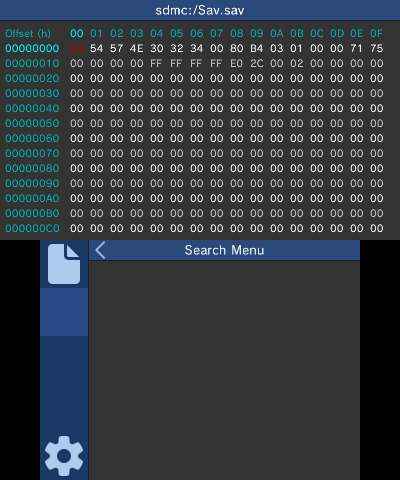 sdmc:/Sav.sav
Offset (h) 00 01 02 03 04 05 06 07 08 09 0A 0B 0C 0D 0E 0F
00000000 54 57 4E 30 32 34 00 80 B4 03 01 00 00 71 75
00000010 00 00 00 00 FF FF FF FF E0 2C 00 02 00 00 00 00
00000020 00 00 00 00 00 00 00 00 00 00 00 00 00 00 00 00
00000030 00 00 00 00 00 00 00 00 00 00 00 00 00 00 00 00
00000040 00 00 00 00 00 00 00 00 00 00 00 00 00 00 00 00
00000050 00 00 00 00 00 00 00 00 00 00 00 00 00 00 00 00
00000060 00 00 00 00 00 00 00 00 00 00 00 00 00 00 00 00
00000070 00 00 00 00 00 00 00 00 00 00 00 00 00 00 00 00
00000080 00 00 00 00 00 00 00 00 00 00 00 00 00 00 00 00
00000090 00 00 00 00 00 00 00 00 00 00 00 00 00 00 00 00
000000A0 00 00 00 00 00 00 00 00 00 00 00 00 00 00 00 00
000000B0 00 00 00 00 00 00 00 00 00 00 00 00 00 00 00 00
000000C0 00 00 00 00 00 00 00 00 00 00 00 00 00 00 00 00
Search Menu